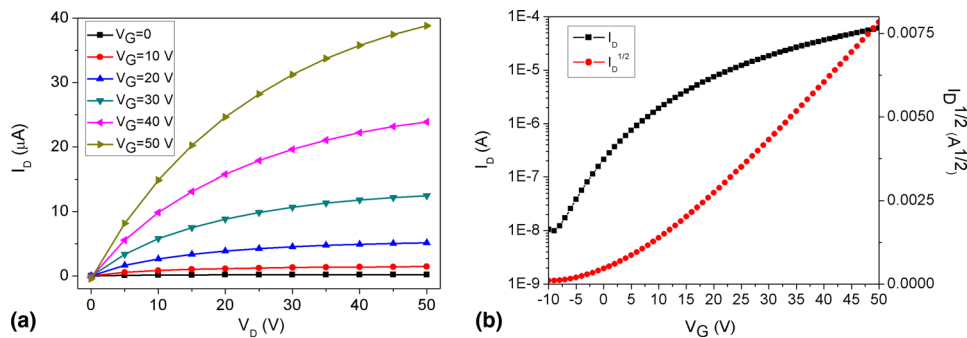 40
30
20
10
0
I_D (μA)
V_G=0
V_G=10 V
V_G=20 V
V_G=30 V
V_G=40 V
V_G=50 V
0 10 20 30 40 50
V_D (V)
(a)
1E-4
1E-5
1E-6
1E-7
1E-8
1E-9
I_D (A)
I_D
I_D^1/2
0.0075
0.0050
0.0025
0.0000
I_D^1/2 (A^1/2)
-10 -5 0 5 10 15 20 25 30 35 40 45 50
V_G (V)
(b)